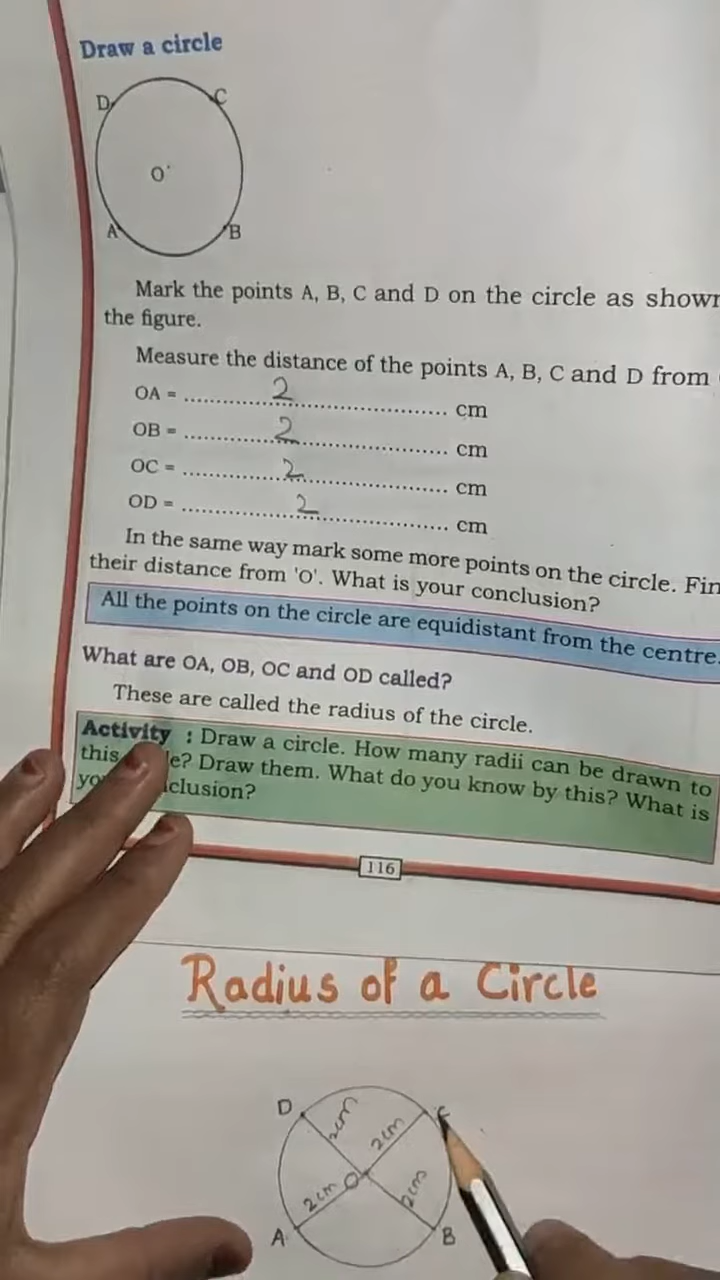 Draw a circle
D
C
O
A
B
Mark the points A, B, C and D on the circle as shown
the figure.
Measure the distance of the points A, B, C and D from
OA = ........ 2 ........ cm
OB = ........ 2 ........ cm
OC = ........ 2 ........ cm
OD = ........ 2 ........ cm
In the same way mark some more points on the circle. Fin
their distance from 'O'. What is your conclusion?
All the points on the circle are equidistant from the centre.
What are OA, OB, OC and OD called?
These are called the radius of the circle.
Activity : Draw a circle. How many radii can be drawn to
this le? Draw them. What do you know by this? What is
yo clusion?
116
Radius of a Circle
D
2cm
2cm
C
2cm
O
2cm
A
B